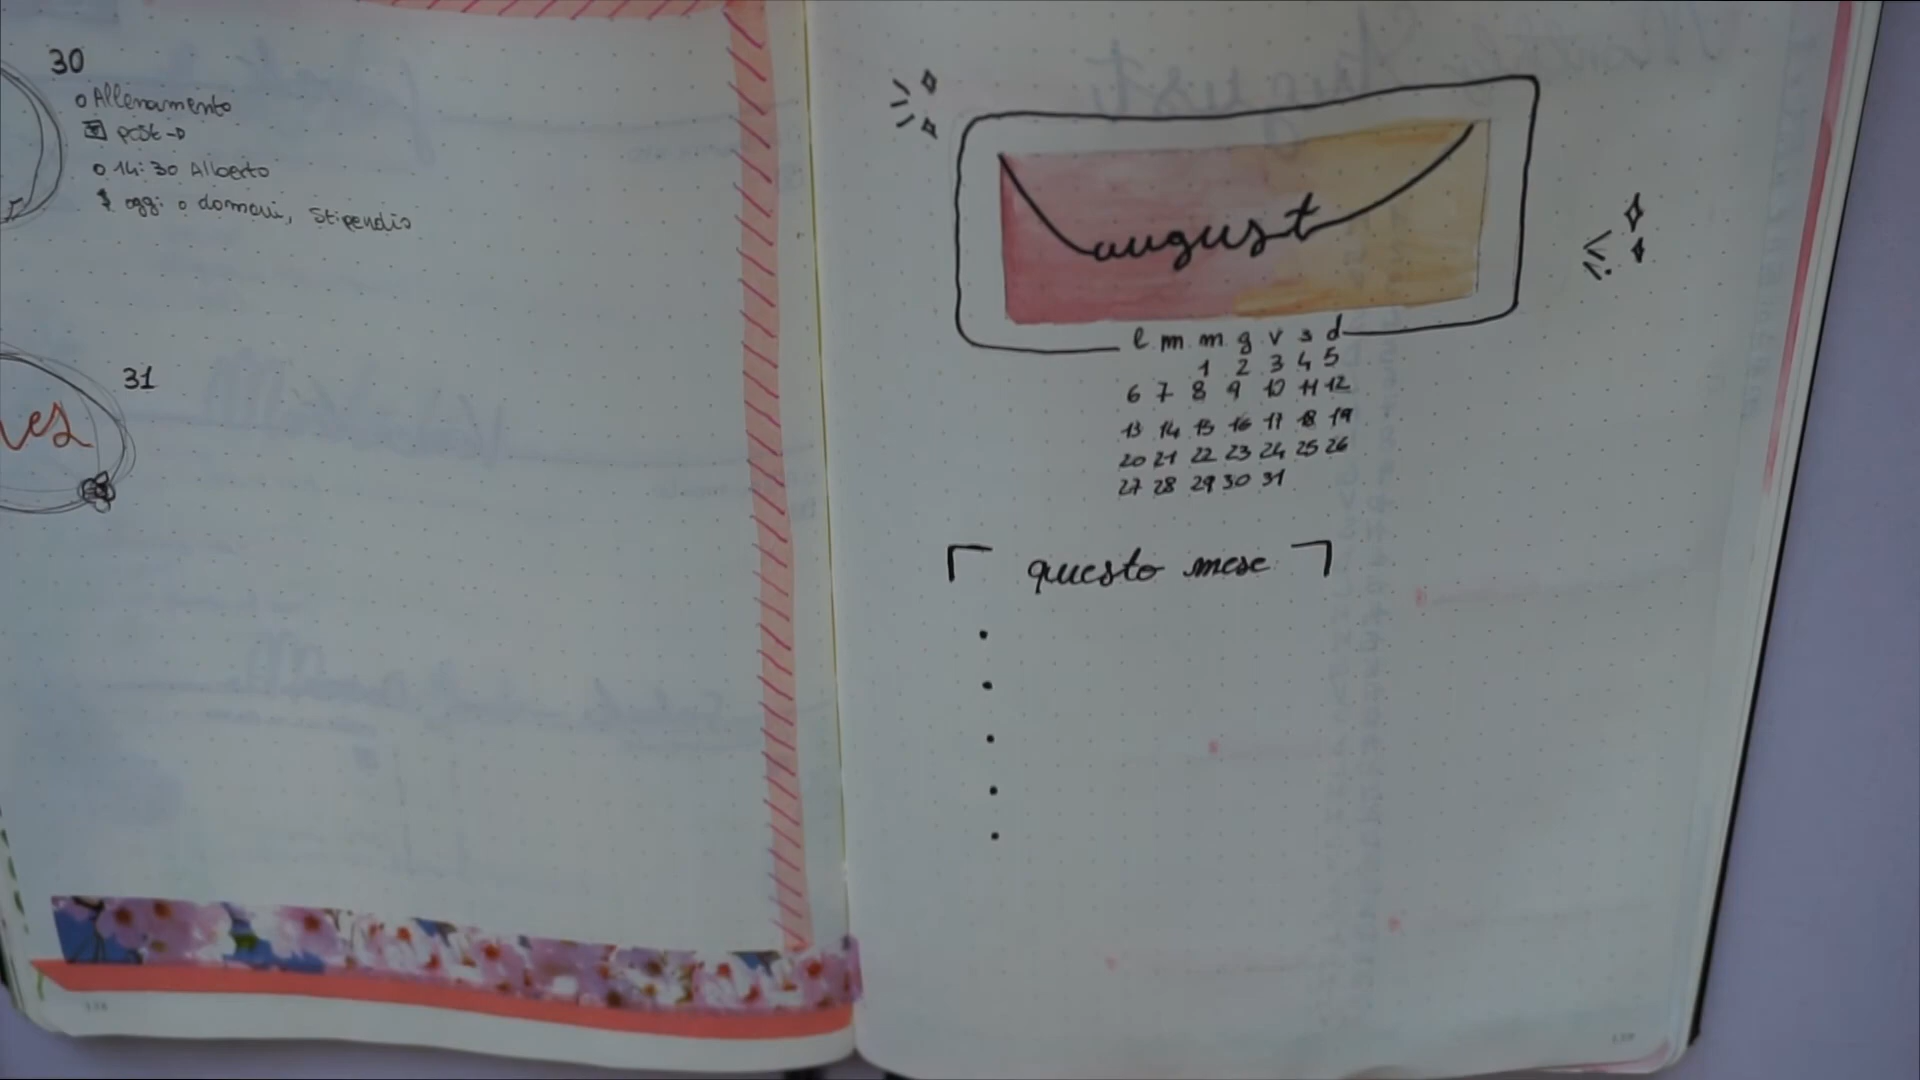 30
Allenamento
post
14:30 Alberto
oggi o domani, stipendio
31
august
l m m g v s d
1 2 3 4 5
6 7 8 9 10 11 12
13 14 15 16 17 18 19
20 21 22 23 24 25 26
27 28 29 30 31
questo mese